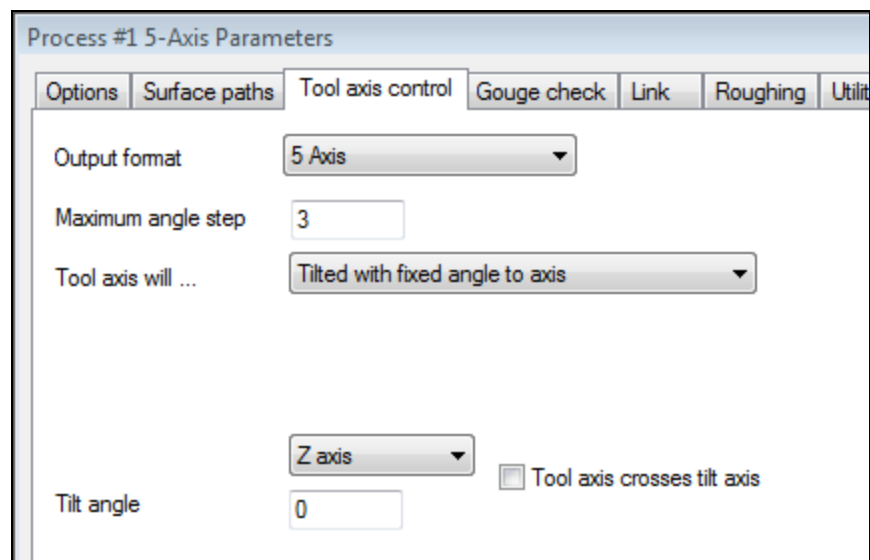 Process #1 5-Axis Parameters
Options Surface paths Tool axis control Gouge check Link Roughing Utilit
Output format 5 Axis
Maximum angle step 3
Tool axis will ... Tilted with fixed angle to axis
Z axis
Tool axis crosses tilt axis
Tilt angle 0